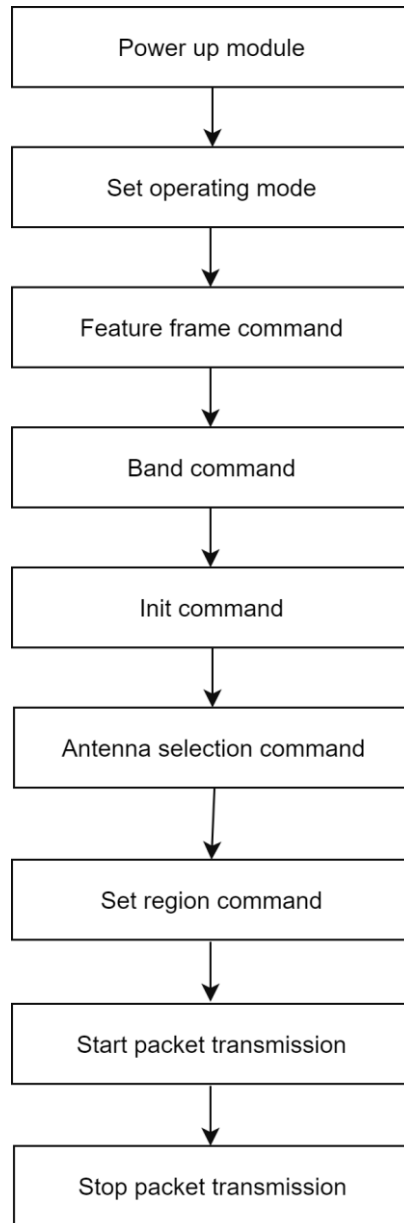 Power up module
Set operating mode
Feature frame command
Band command
Init command
Antenna selection command
Set region command
Start packet transmission
Stop packet transmission